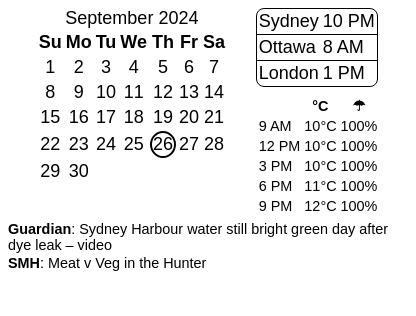 September 2024
Su Mo Tu We Th Fr Sa
1 2 3 4 5 6 7
8 9 10 11 12 13 14
15 16 17 18 19 20 21
22 23 24 25 26 27 28
29 30
Sydney 10 PM
Ottawa 8 AM
London 1 PM
°C ☂
9 AM 10°C 100%
12 PM 10°C 100%
3 PM 10°C 100%
6 PM 11°C 100%
9 PM 12°C 100%
Guardian: Sydney Harbour water still bright green day after
dye leak – video
SMH: Meat v Veg in the Hunter